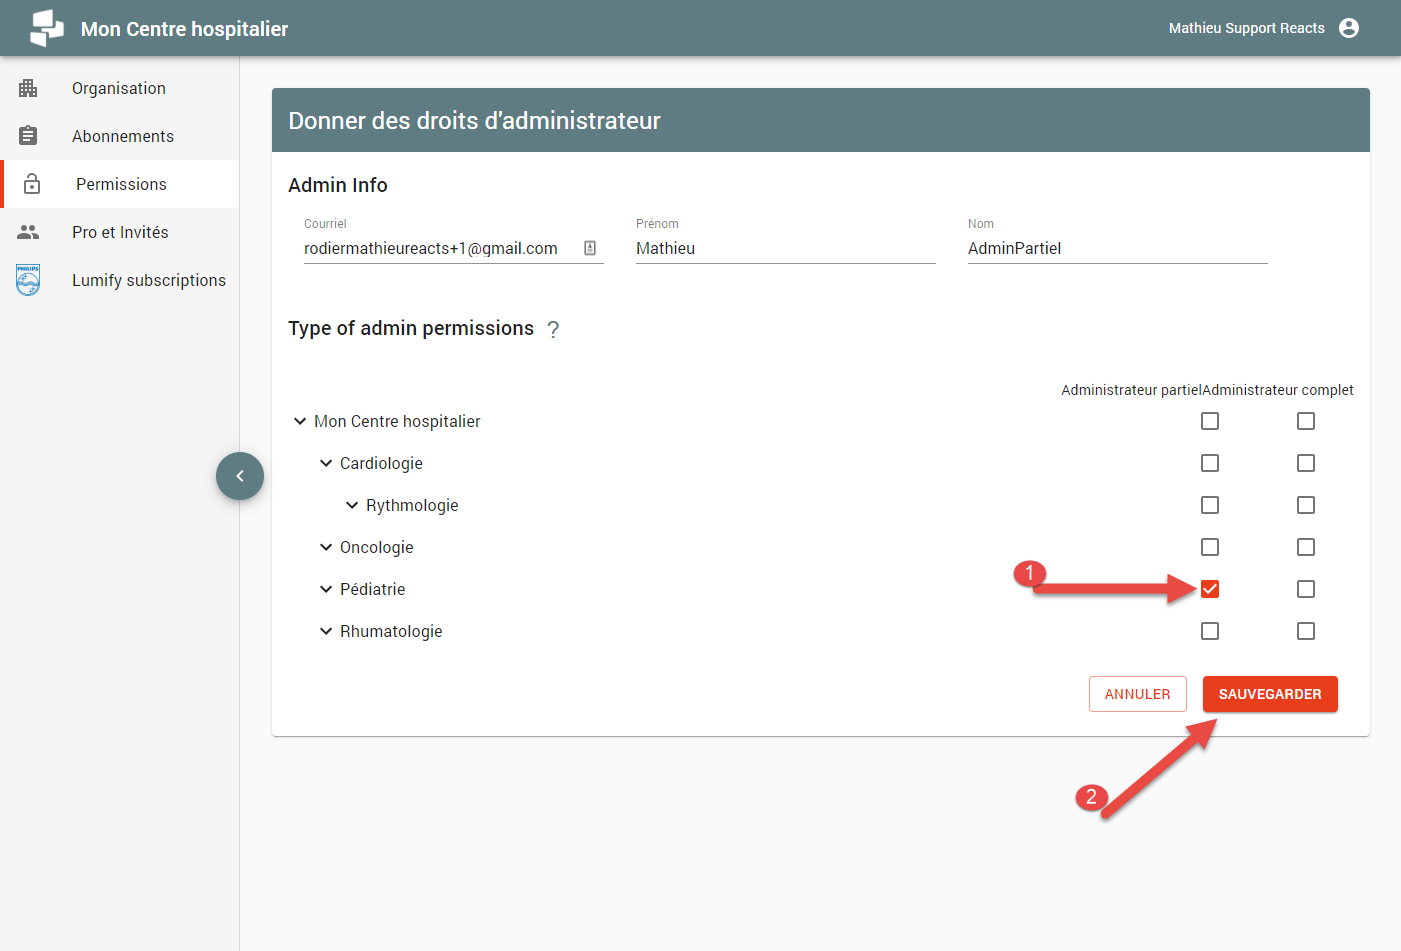 Mon Centre hospitalier
Mathieu Support Reacts
Organisation
Abonnements
Permissions
Pro et Invités
PHILIPS
Lumify subscriptions
Donner des droits d'administrateur
Admin Info
Courriel
Prénom
Nom
rodiermathieureacts+1@gmail.com
Mathieu
AdminPartiel
Type of admin permissions ?
Administrateur partielAdministrateur complet
Mon Centre hospitalier
Cardiologie
Rythmologie
Oncologie
1
Pédiatrie
Rhumatologie
ANNULER
SAUVEGARDER
2